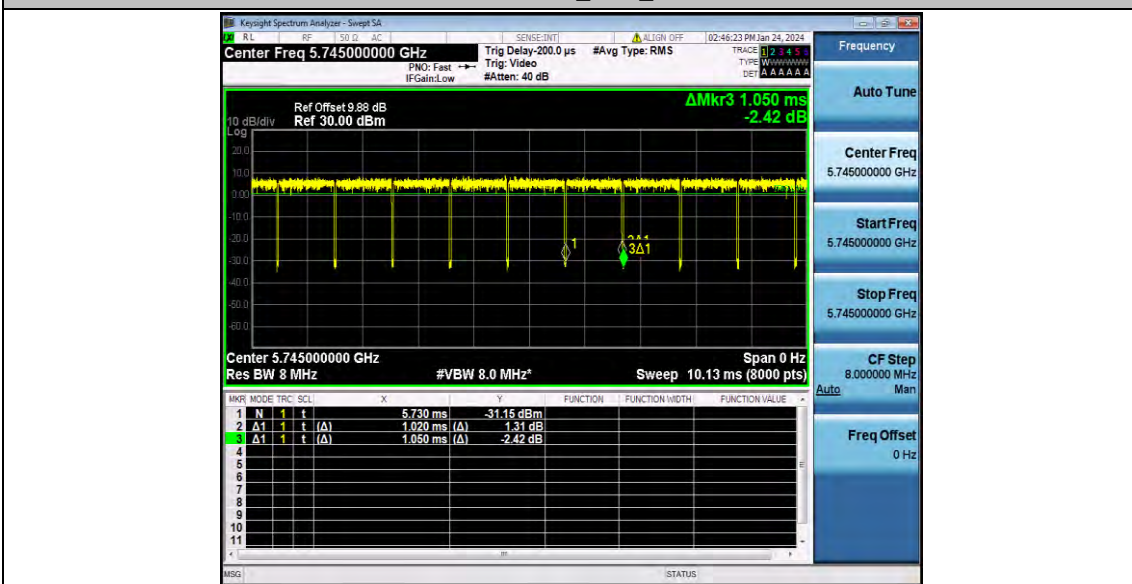 Keysight Spectrum Analyzer - Swept SA
RL RF 50 Ω AC SENSE:INT ALIGN OFF 02:46:23 PM Jan 24, 2024
Center Freq 5.745000000 GHz
PNO: Fast
IFGain:Low
Trig Delay-200.0 µs
Trig: Video
#Atten: 40 dB
#Avg Type: RMS
TRACE 1 2 3 4 5 6
TYPE W
DET A A A A A A
ΔMkr3 1.050 ms
-2.42 dB
Ref Offset 9.88 dB
10 dB/div Ref 30.00 dBm
Log
20.0
10.0
0.00
-10.0
-20.0
-30.0
-40.0
-50.0
-60.0
1
3Δ1
Center 5.745000000 GHz Span 0 Hz
Res BW 8 MHz #VBW 8.0 MHz* Sweep 10.13 ms (8000 pts)
MKR MODE TRC SCL X Y FUNCTION FUNCTION WIDTH FUNCTION VALUE
1 N 1 t 5.730 ms -31.15 dBm
2 Δ1 1 t (Δ) 1.020 ms (Δ) 1.31 dB
3 Δ1 1 t (Δ) 1.050 ms (Δ) -2.42 dB
4
5
6
7
8
9
10
11
MSG STATUS
Frequency
Auto Tune
Center Freq
5.745000000 GHz
Start Freq
5.745000000 GHz
Stop Freq
5.745000000 GHz
CF Step
8.000000 MHz
Auto Man
Freq Offset
0 Hz